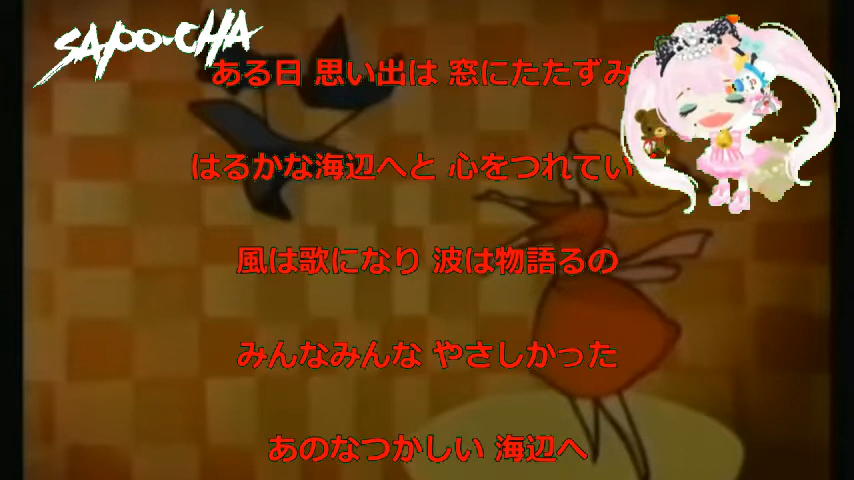 SAPO-CHA
ある日 思い出は 窓にたたずみ
はるかな海辺へと 心をつれてい
風は歌になり 波は物語るの
みんなみんな やさしかった
あのなつかしい 海辺へ